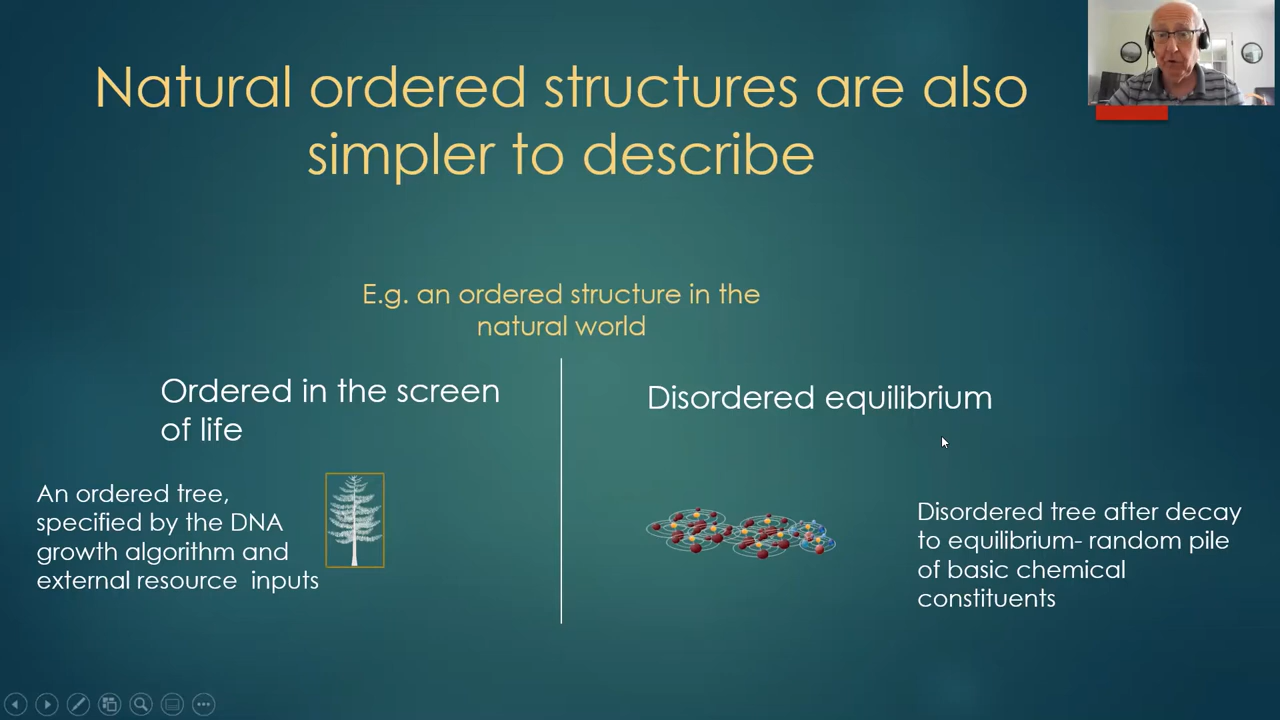 Natural ordered structures are also
simpler to describe
E.g. an ordered structure in the
natural world
Ordered in the screen
of life
Disordered equilibrium
An ordered tree,
specified by the DNA
growth algorithm and
external resource inputs
Disordered tree after decay
to equilibrium- random pile
of basic chemical
constituents